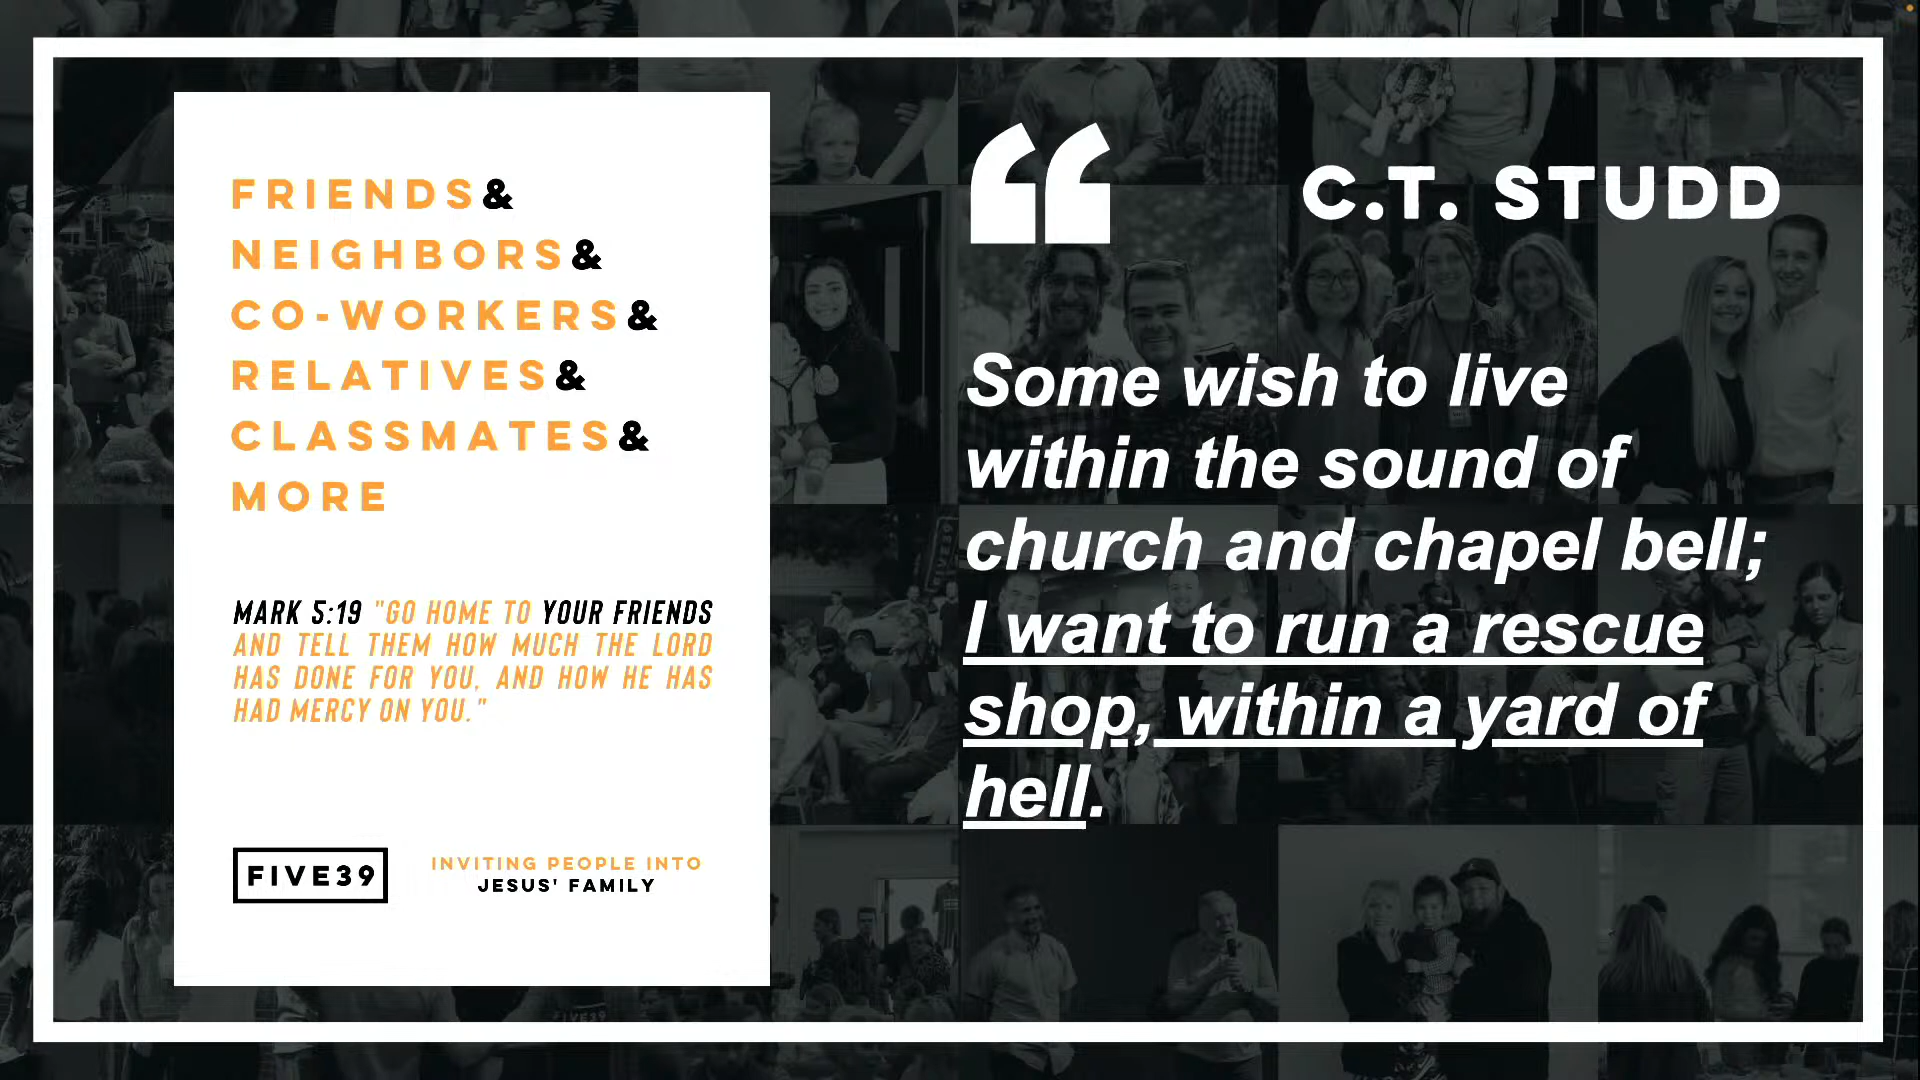 FRIENDS&
NEIGHBORS&
CO-WORKERS&
RELATIVES&
CLASSMATES&
MORE
MARK 5:19 "GO HOME TO YOUR FRIENDS
AND TELL THEM HOW MUCH THE LORD
HAS DONE FOR YOU, AND HOW HE HAS
HAD MERCY ON YOU."
FIVE39
INVITING PEOPLE INTO
JESUS' FAMILY
“
C.T. STUDD
Some wish to live
within the sound of
church and chapel bell;
I want to run a rescue
shop, within a yard of
hell.
FIVE39
FIVE39